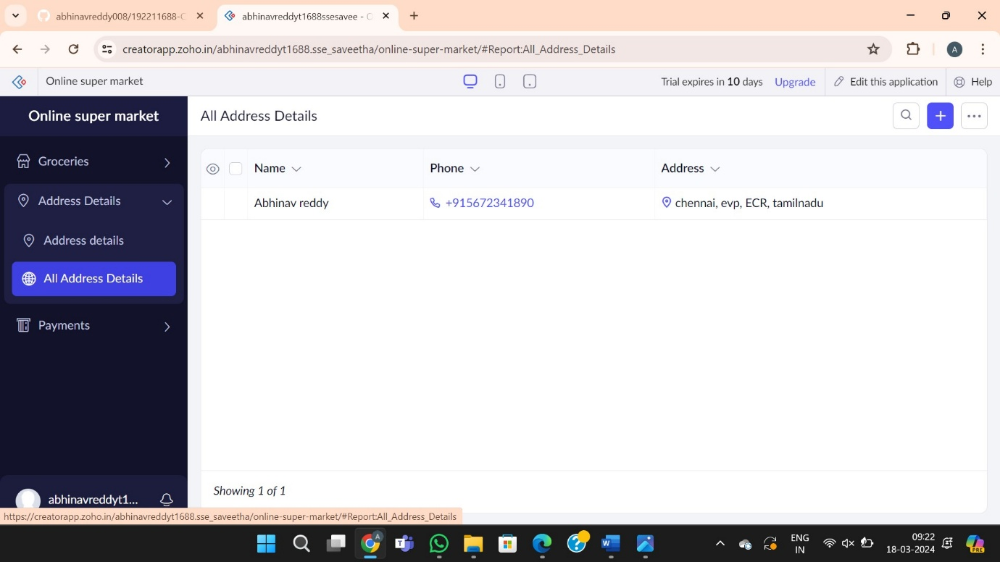 abhinavreddy008/192211688-C
abhinavreddyt1688ssesavee - C
creatorapp.zoho.in/abhinavreddyt1688.sse_saveetha/online-super-market/#Report:All_Address_Details
A
Online super market
Trial expires in 10 days Upgrade
Edit this application
Help
Online super market
Groceries
Address Details
Address details
All Address Details
Payments
abhinavreddyt1...
All Address Details
Name Phone Address
Abhinav reddy +915672341890 chennai, evp, ECR, tamilnadu
Showing 1 of 1
https://creatorapp.zoho.in/abhinavreddyt1688.sse_saveetha/online-super-market/#Report:All_Address_Details
ENG
IN
09:22
18-03-2024
PRE